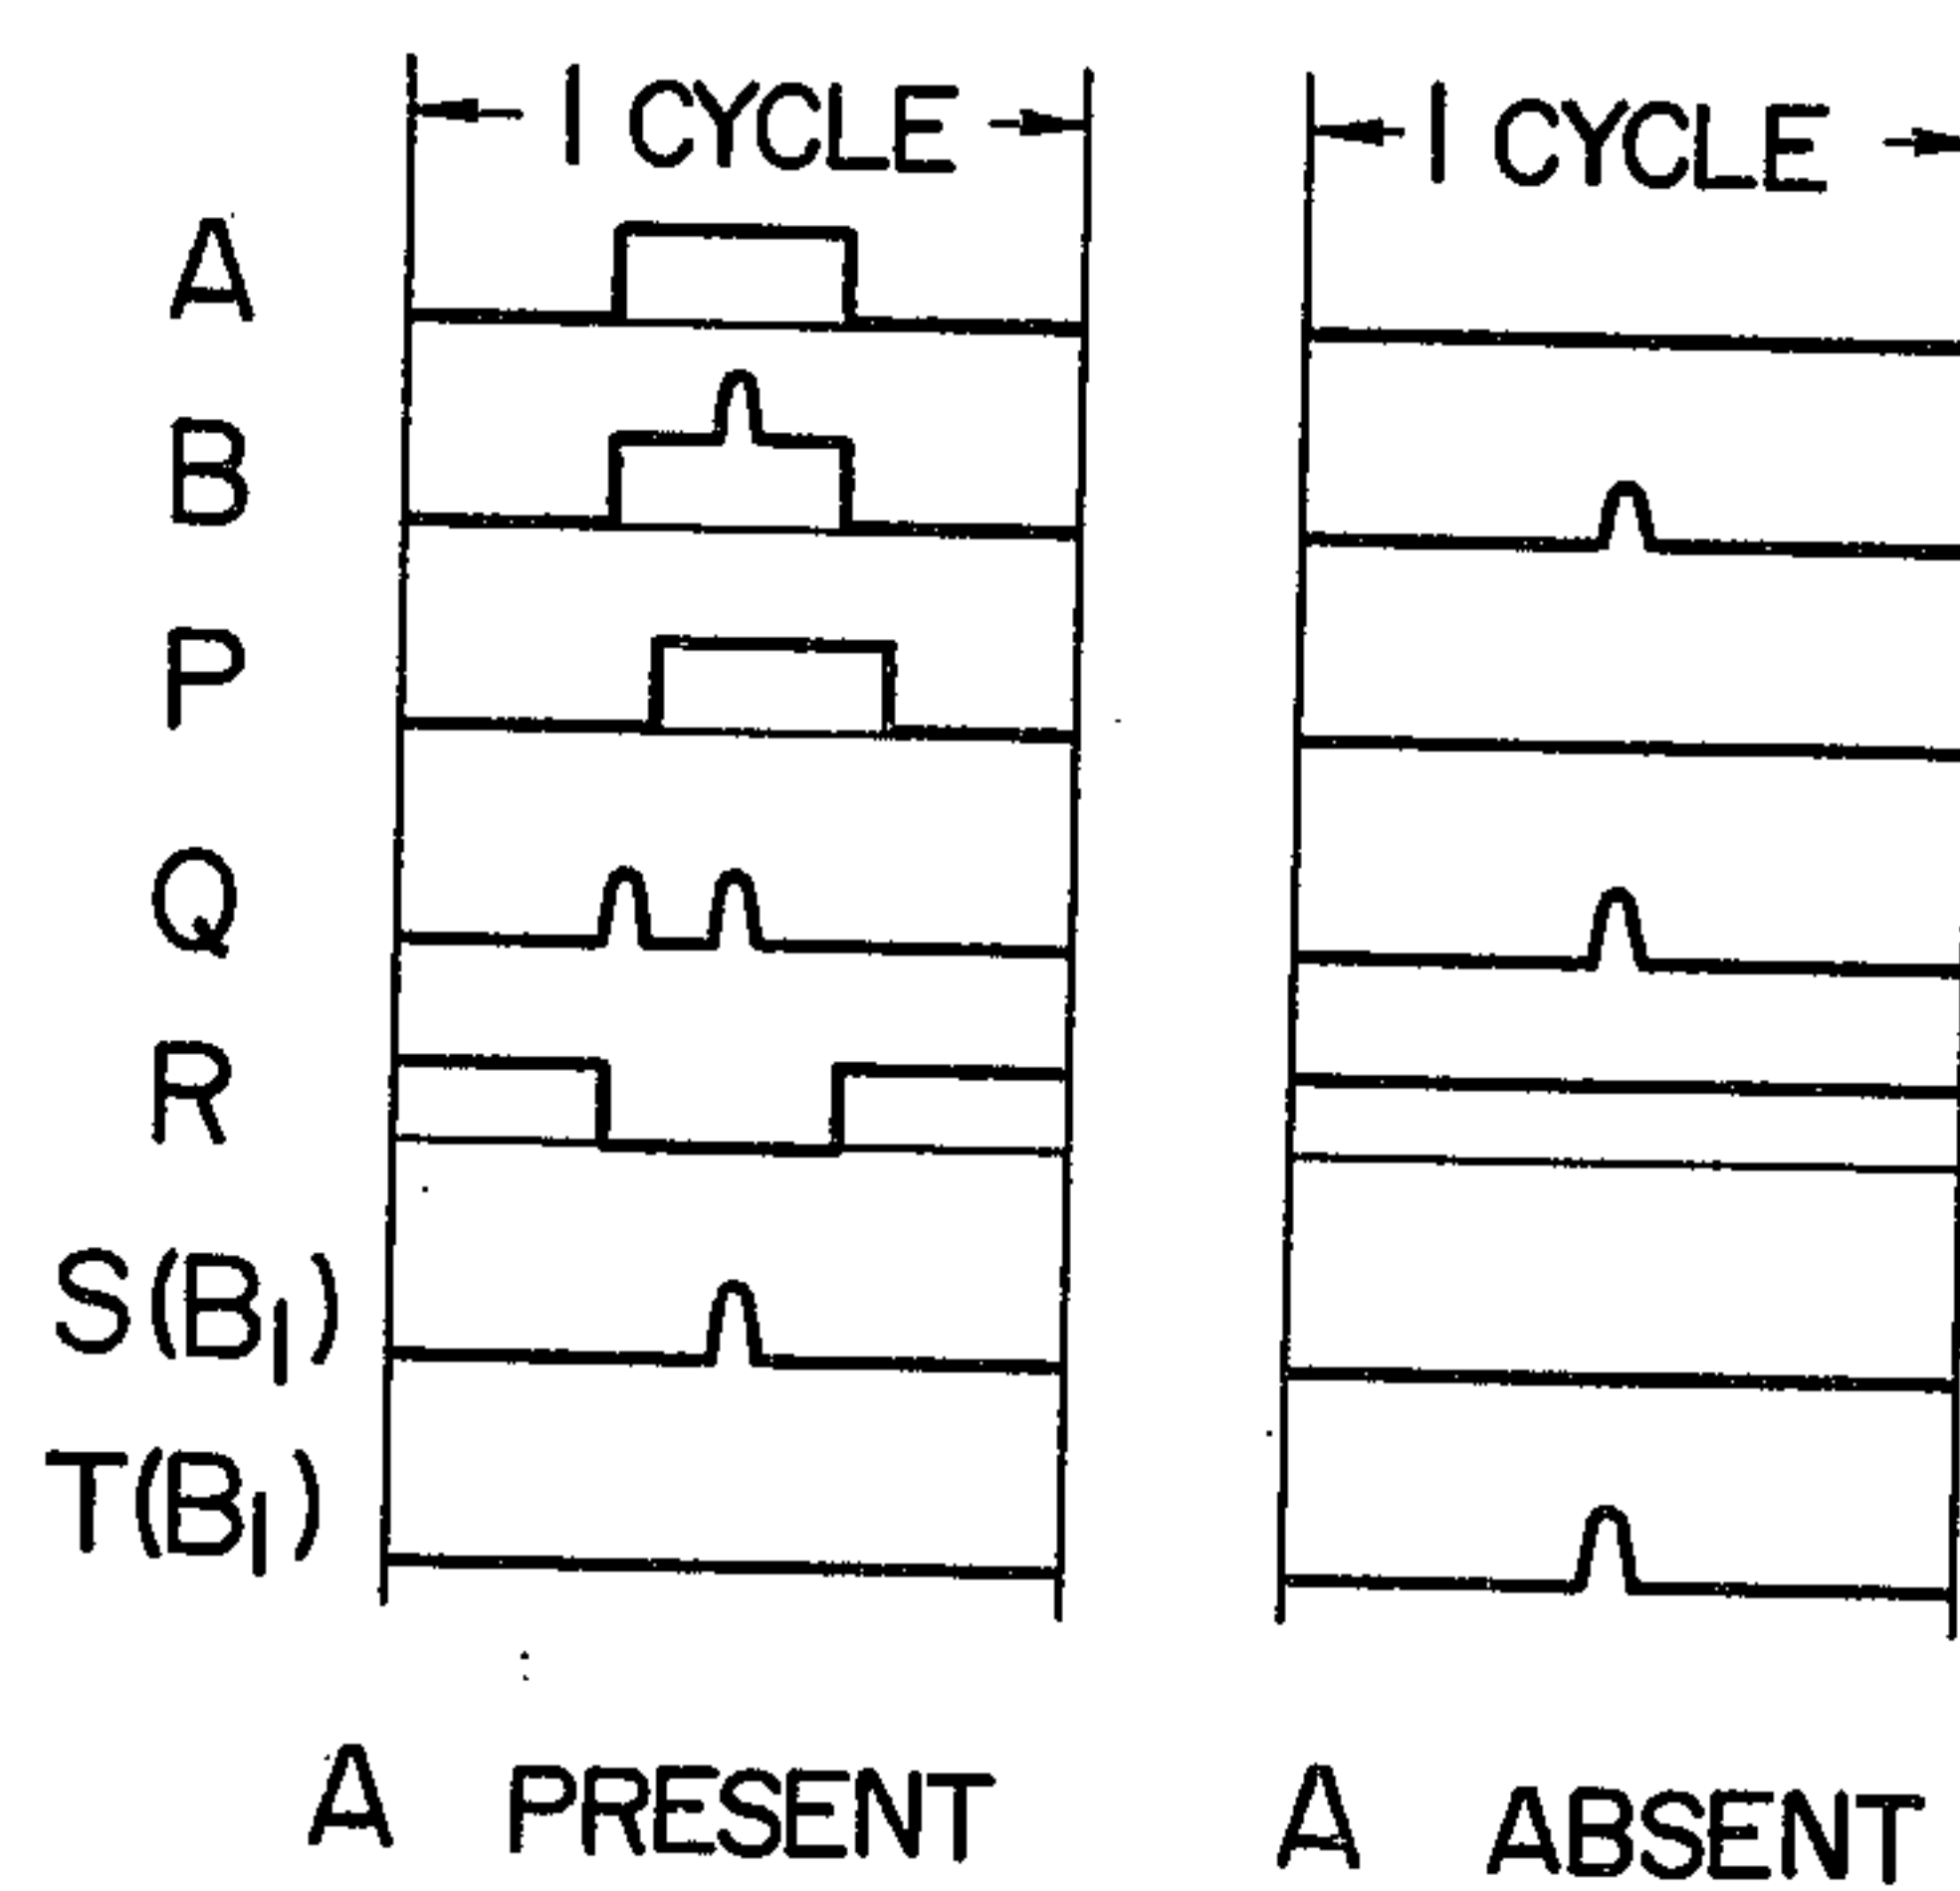 1 CYCLE 1 CYCLE
A
B
P
Q
R
S(B1)
T(B1)
A PRESENT A ABSENT